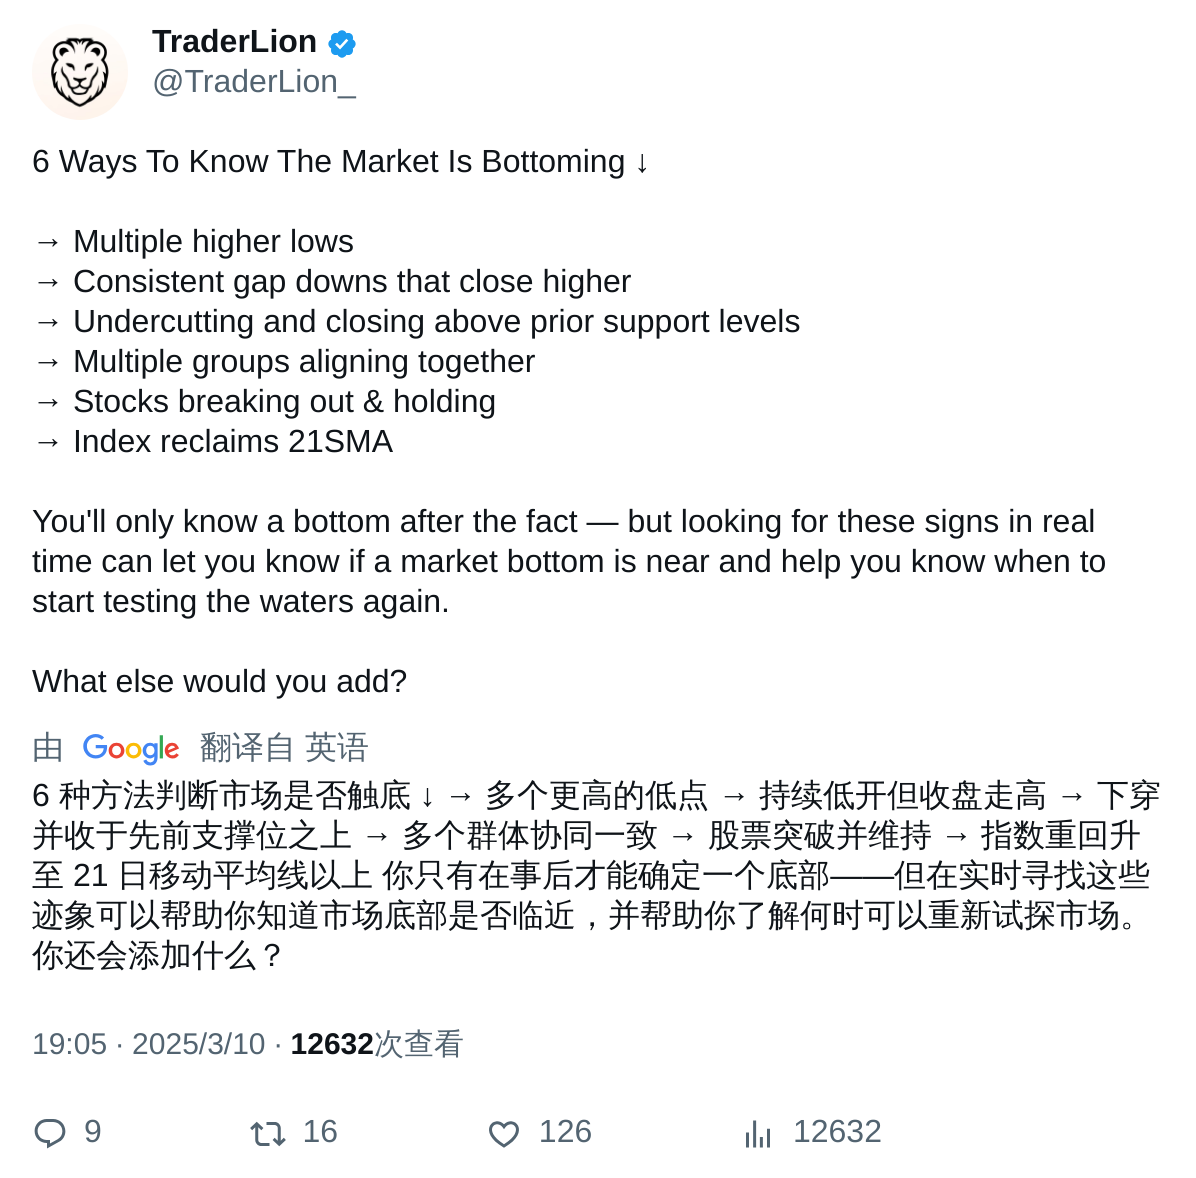 TraderLion
@TraderLion_
6 Ways To Know The Market Is Bottoming ↓
→ Multiple higher lows
→ Consistent gap downs that close higher
→ Undercutting and closing above prior support levels
→ Multiple groups aligning together
→ Stocks breaking out & holding
→ Index reclaims 21SMA
You'll only know a bottom after the fact — but looking for these signs in real
time can let you know if a market bottom is near and help you know when to
start testing the waters again.
What else would you add?
由 Google 翻译自 英语
6 种方法判断市场是否触底 ↓ → 多个更高的低点 → 持续低开但收盘走高 → 下穿
并收于先前支撑位之上 → 多个群体协同一致 → 股票突破并维持 → 指数重回升
至 21 日移动平均线以上 你只有在事后才能确定一个底部——但在实时寻找这些
迹象可以帮助你知道市场底部是否临近，并帮助你了解何时可以重新试探市场。
你还会添加什么？
19:05 · 2025/3/10 · 12632次查看
9 16 126 12632